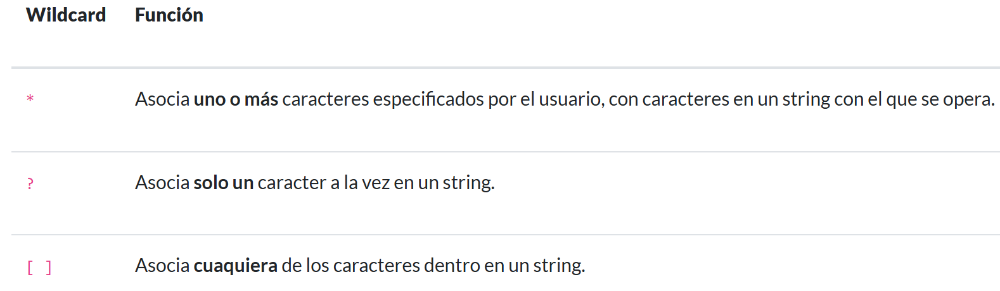 Wildcard Función
* Asocia uno o más caracteres especificados por el usuario, con caracteres en un string con el que se opera.
? Asocia solo un caracter a la vez en un string.
[ ] Asocia cuaquiera de los caracteres dentro en un string.